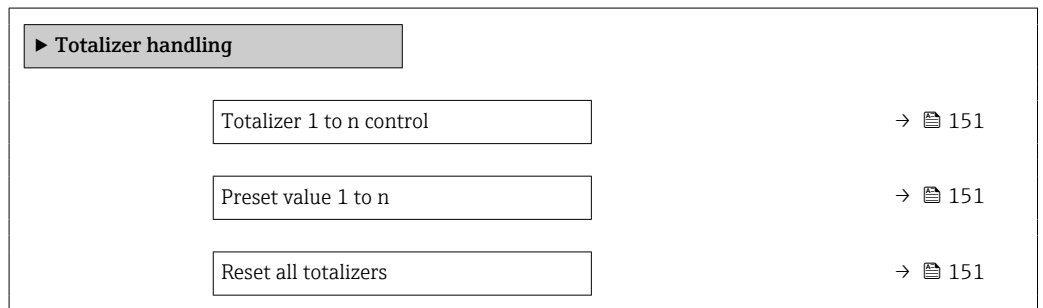 ▶ Totalizer handling
Totalizer 1 to n control → 151
Preset value 1 to n → 151
Reset all totalizers → 151